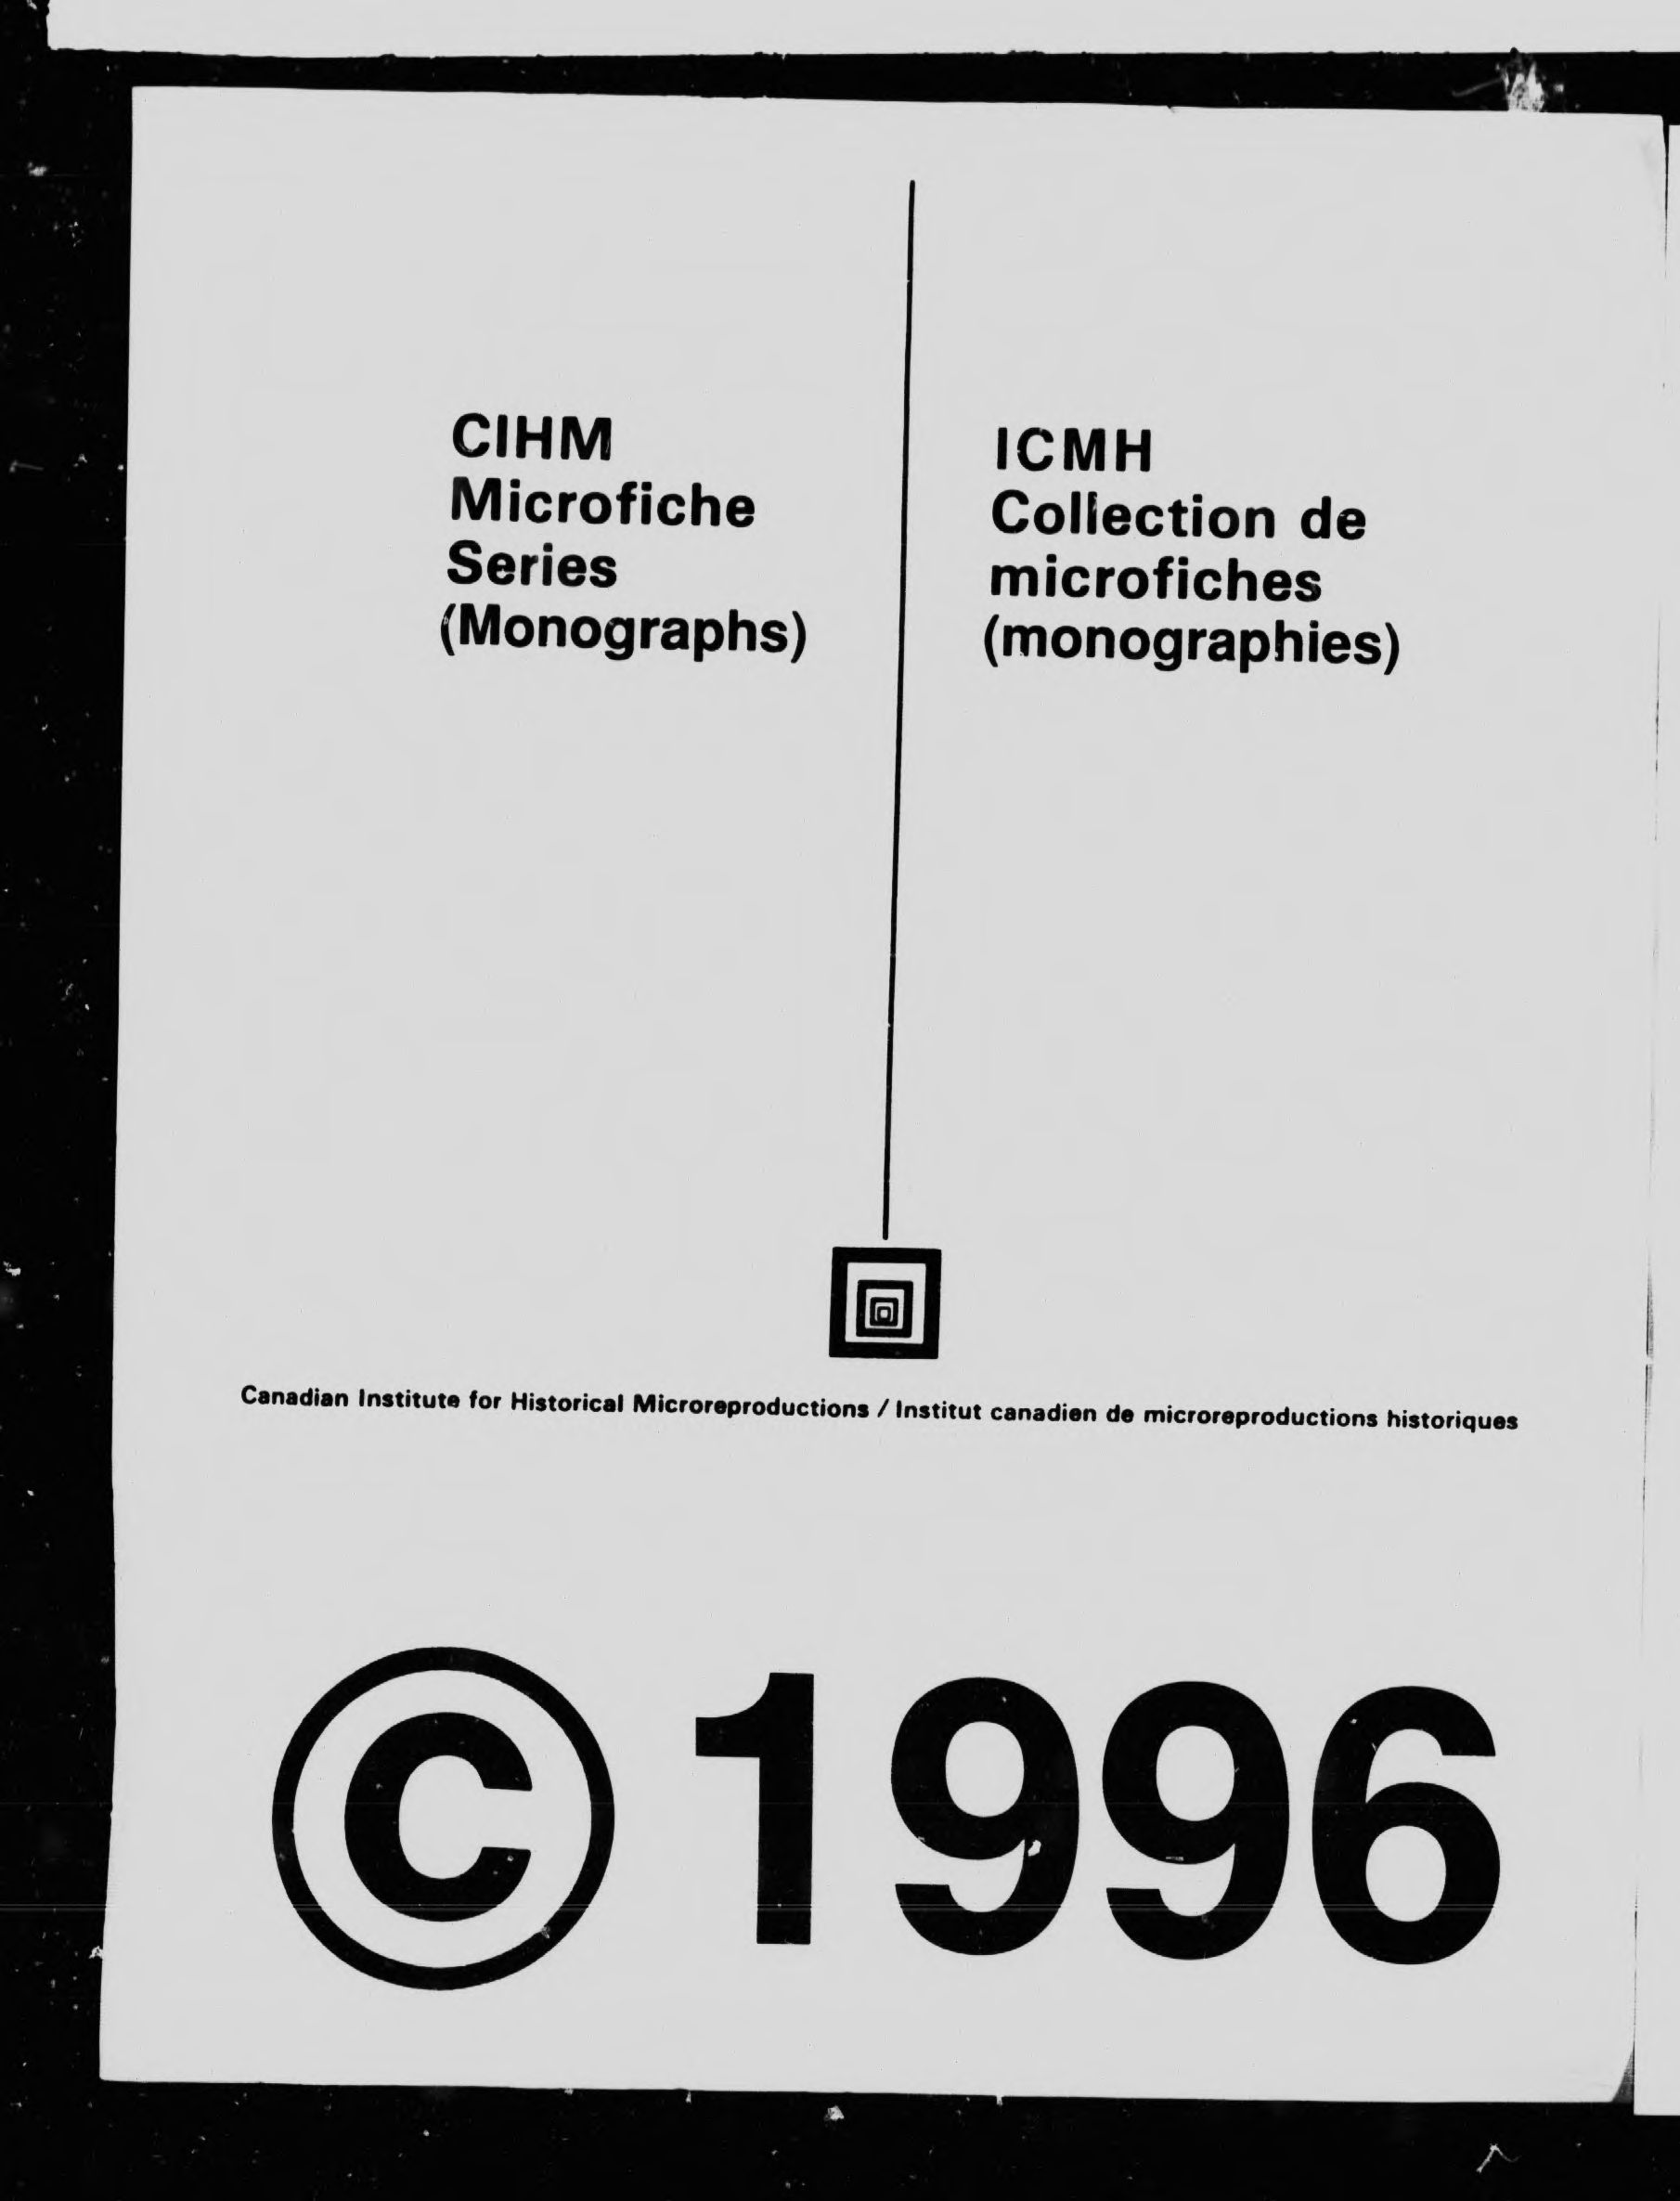 CIHM
Microfiche
Series
(Monographs)
ICMH
Collection de
microfiches
(monographies)
Canadian Institute for Historical Microreproductions / Institut canadien de microreproductions historiques
© 1996